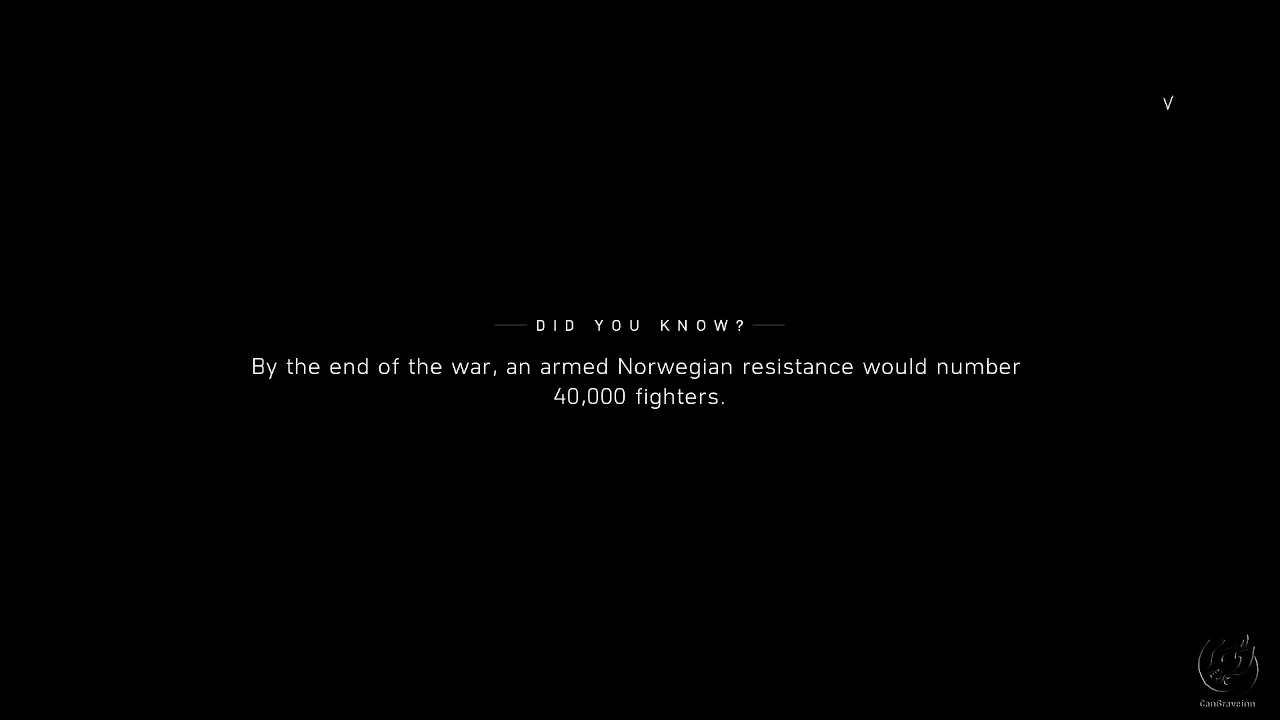 V
DID YOU KNOW?
By the end of the war, an armed Norwegian resistance would number
40,000 fighters.